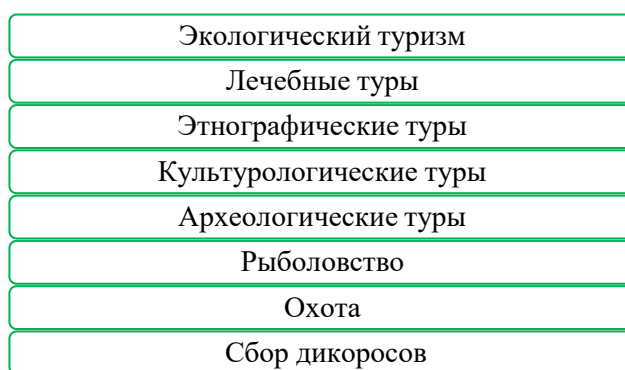 Экологический туризм
Лечебные туры
Этнографические туры
Культурологические туры
Археологические туры
Рыболовство
Охота
Сбор дикоросов